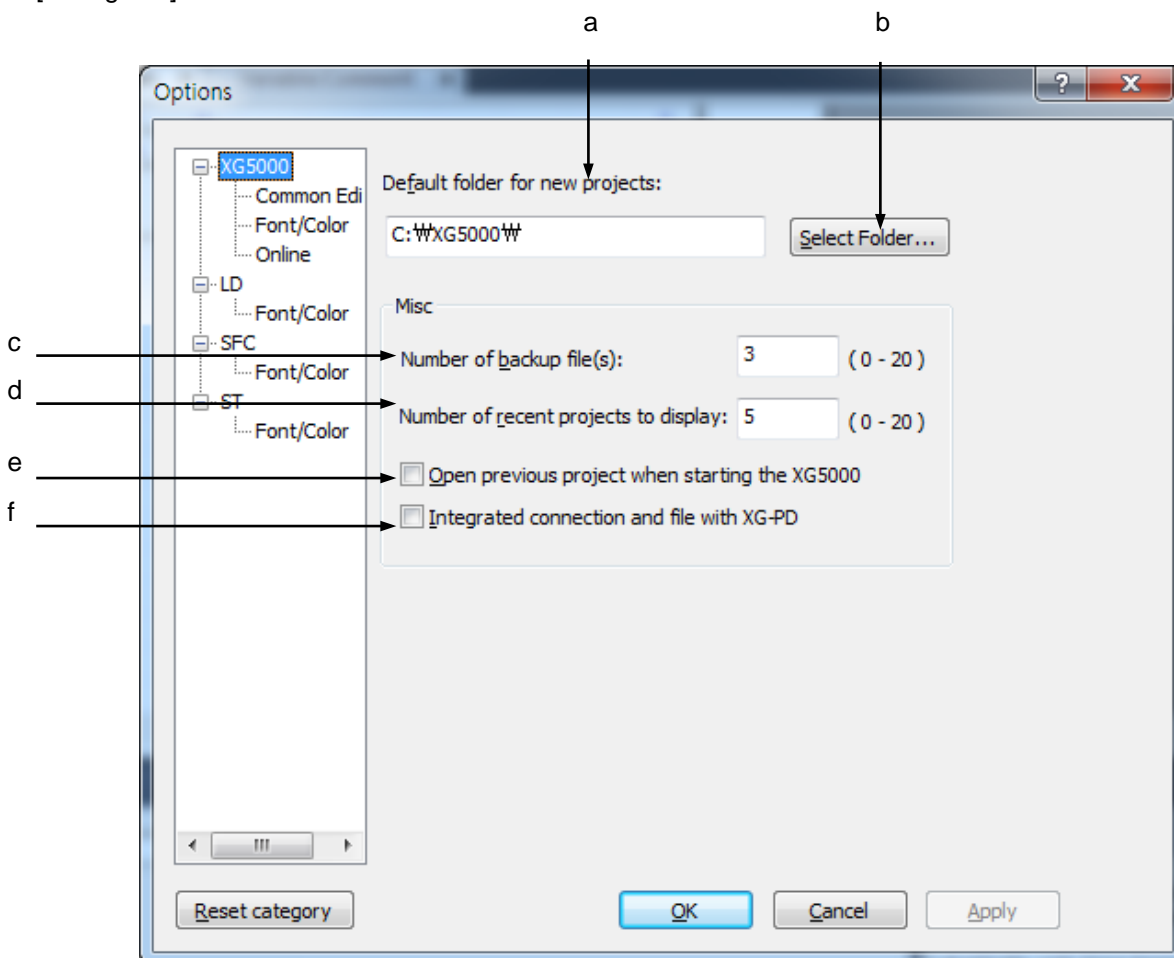 a b
Options
XG5000
Common Edi
Font/Color
Online
LD
Font/Color
SFC
Font/Color
ST
Font/Color
Default folder for new projects:
C:₩XG5000₩
Select Folder...
Misc
c
Number of backup file(s): 3 ( 0 - 20 )
d
Number of recent projects to display: 5 ( 0 - 20 )
e
Open previous project when starting the XG5000
f
Integrated connection and file with XG-PD
Reset category
OK
Cancel
Apply